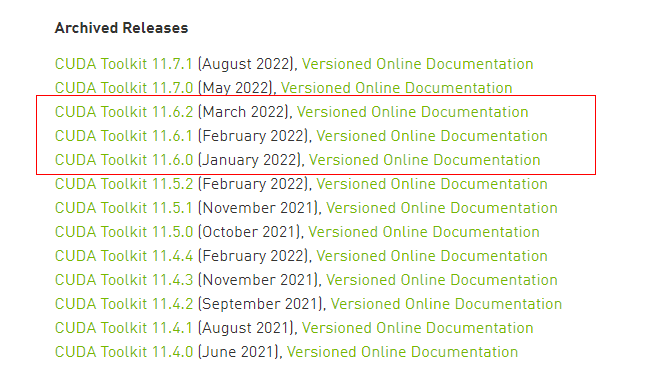 Archived Releases
CUDA Toolkit 11.7.1 (August 2022), Versioned Online Documentation
CUDA Toolkit 11.7.0 (May 2022), Versioned Online Documentation
CUDA Toolkit 11.6.2 (March 2022), Versioned Online Documentation
CUDA Toolkit 11.6.1 (February 2022), Versioned Online Documentation
CUDA Toolkit 11.6.0 (January 2022), Versioned Online Documentation
CUDA Toolkit 11.5.2 (February 2022), Versioned Online Documentation
CUDA Toolkit 11.5.1 (November 2021), Versioned Online Documentation
CUDA Toolkit 11.5.0 (October 2021), Versioned Online Documentation
CUDA Toolkit 11.4.4 (February 2022), Versioned Online Documentation
CUDA Toolkit 11.4.3 (November 2021), Versioned Online Documentation
CUDA Toolkit 11.4.2 (September 2021), Versioned Online Documentation
CUDA Toolkit 11.4.1 (August 2021), Versioned Online Documentation
CUDA Toolkit 11.4.0 (June 2021), Versioned Online Documentation